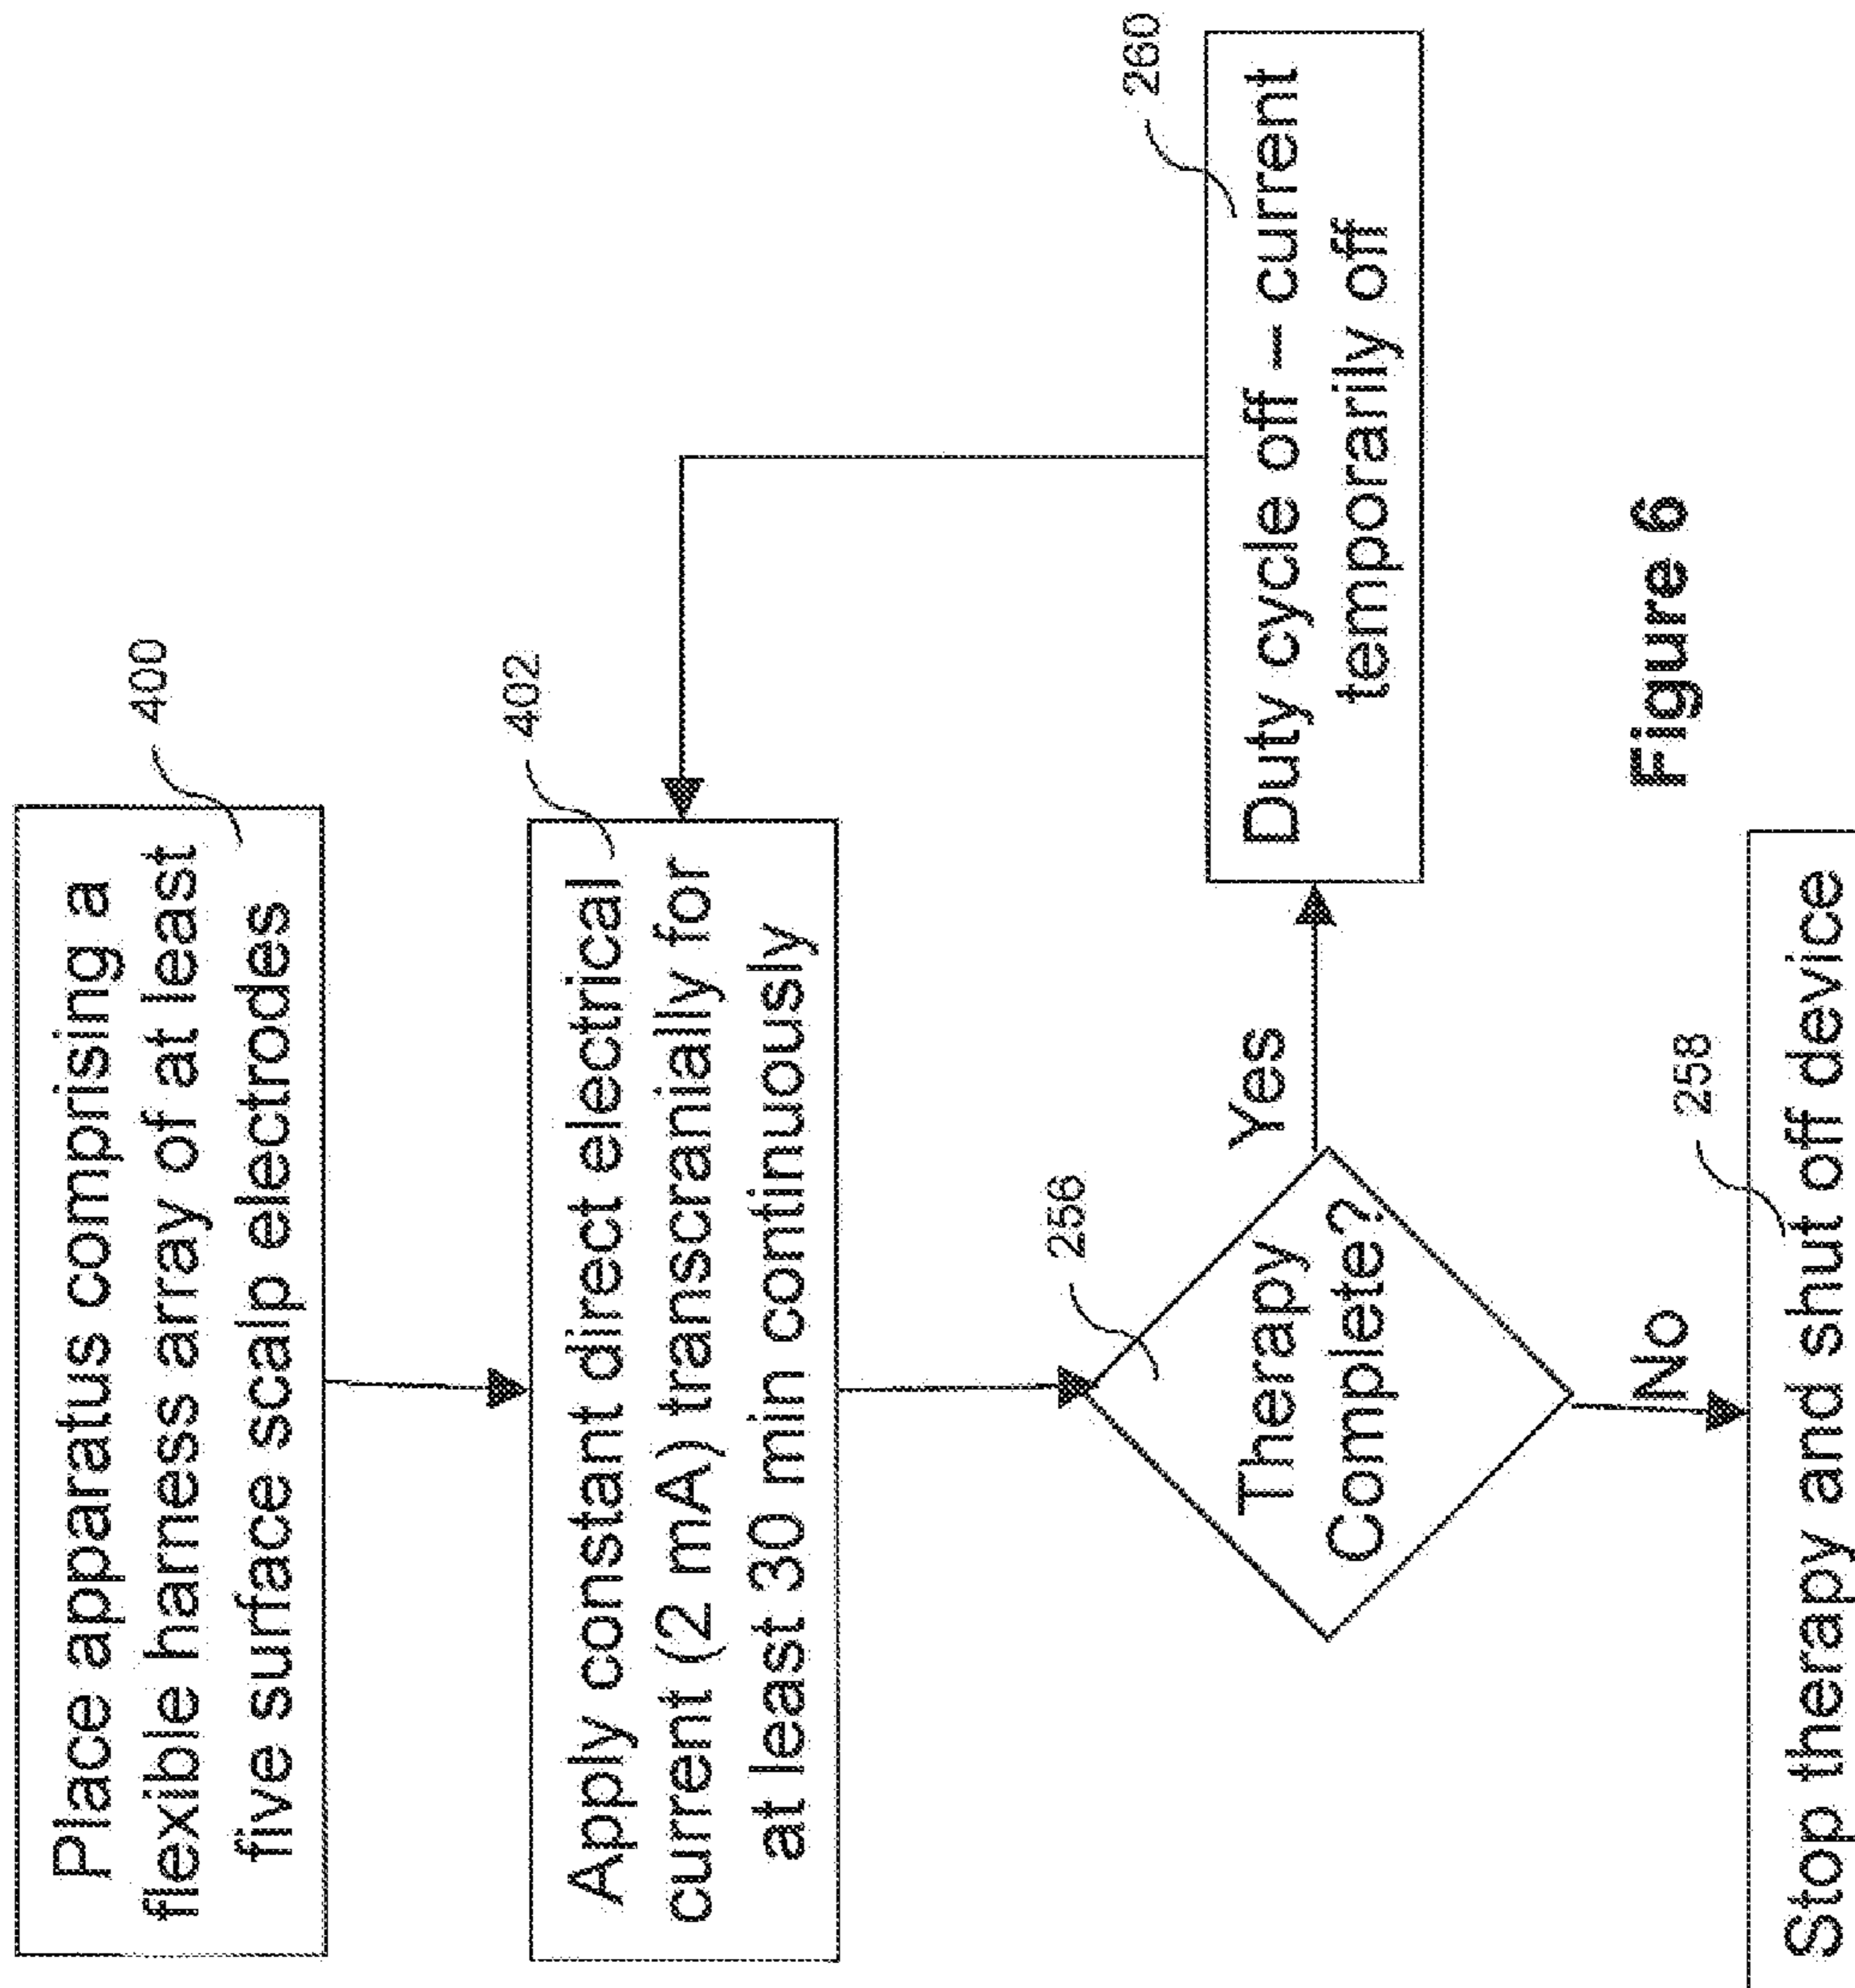 Place apparatus comprising a
flexible harness array of at least
five surface scalp electrodes
400
Apply constant direct electrical
current (2 mA) transcranially for
at least 30 min continuously
402
Therapy
Complete?
256
Yes
Duty cycle off – current
temporarily off
260
No
Stop therapy and shut off device
258
Figure 6